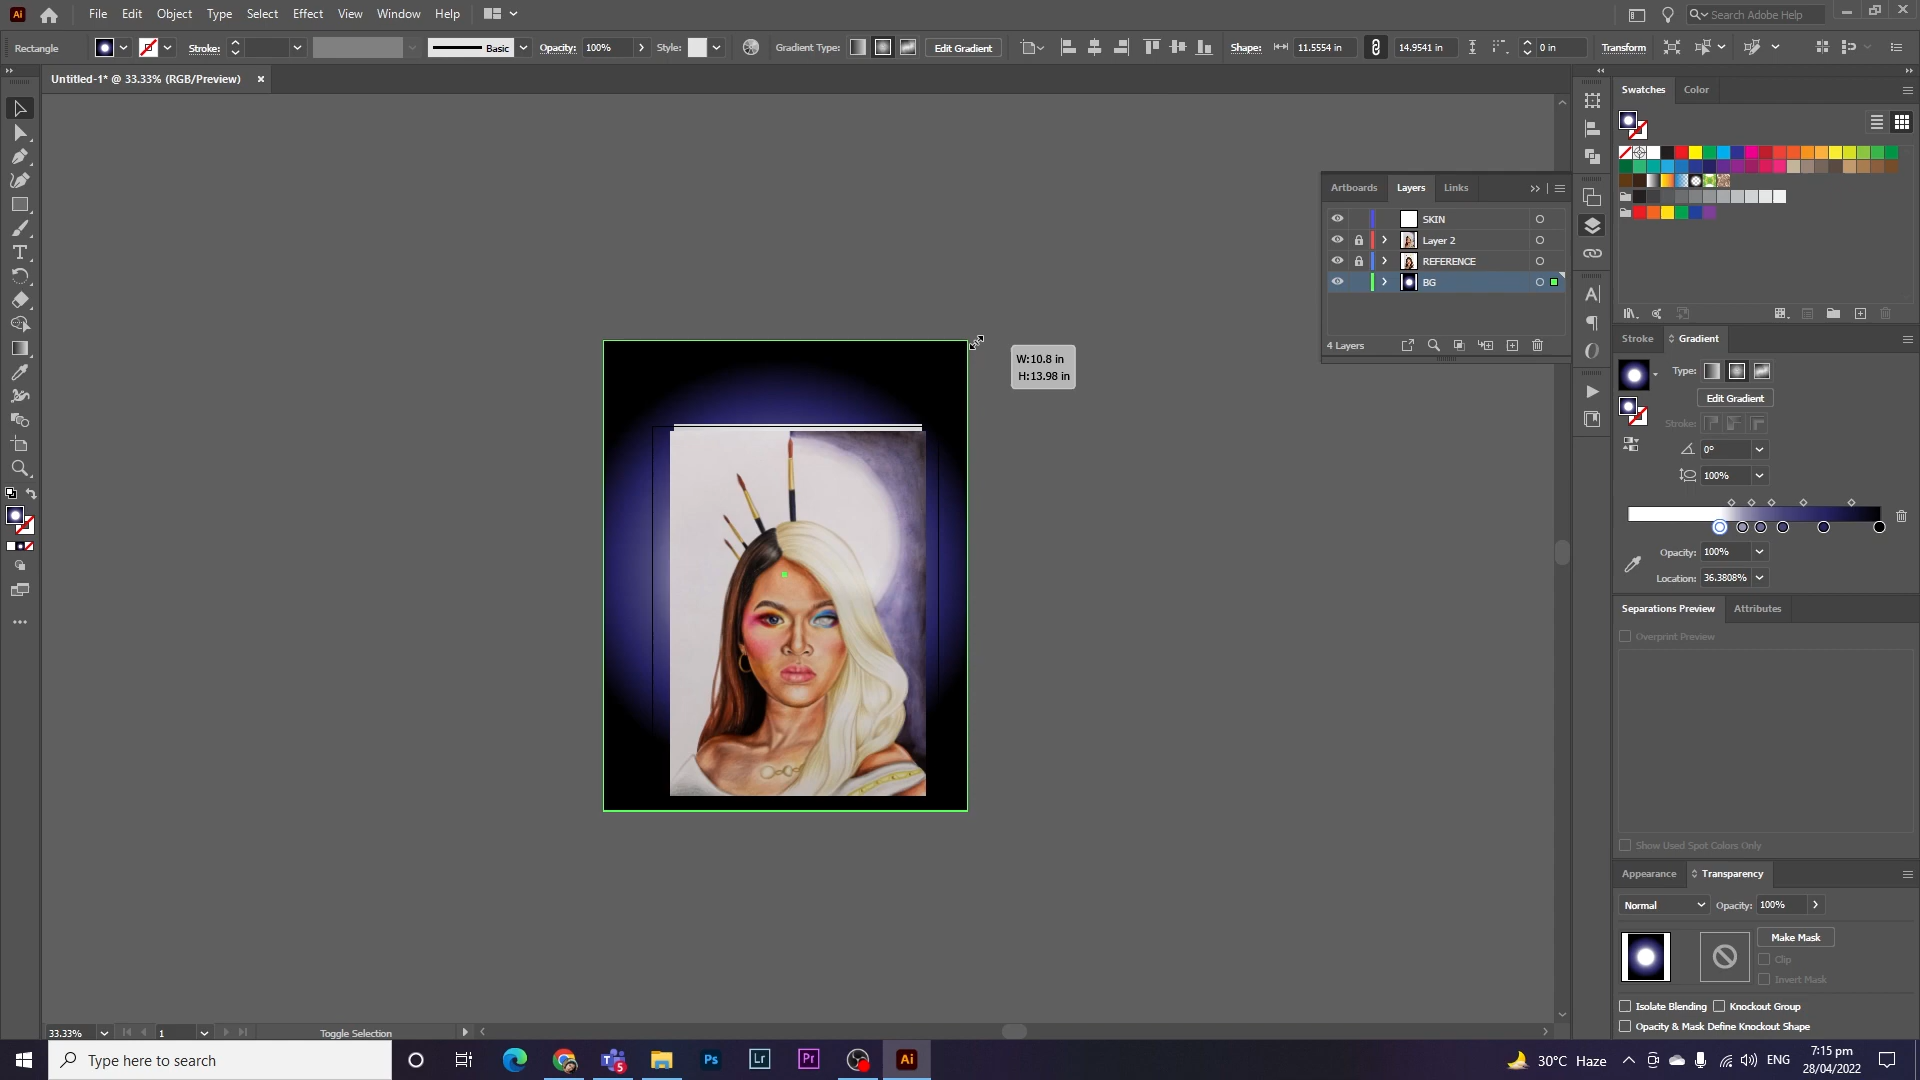 Ai File Edit Object Type Select Effect View Window Help Search Adobe Help
Rectangle Stroke: Basic Opacity: 100% Style: Gradient Type: Edit Gradient Shape: 11.5554 in 14.9541 in 0 in Transform
Untitled-1* @ 33.33% (RGB/Preview)
Swatches Color
Artboards Layers Links
SKIN
Layer 2
REFERENCE
BG
4 Layers
W:10.8 in
H:13.98 in
Stroke Gradient
Type:
Edit Gradient
Stroke:
0°
100%
Opacity: 100%
Location: 36.3808%
Separations Preview Attributes
Overprint Preview
Show Used Spot Colors Only
Appearance Transparency
Normal Opacity: 100%
Make Mask
Clip
Invert Mask
Isolate Blending Knockout Group
Opacity & Mask Define Knockout Shape
33.33% 1 Toggle Selection
Type here to search 5 Ps Lr Pr Ai 30°C Haze ENG
7:15 pm
28/04/2022